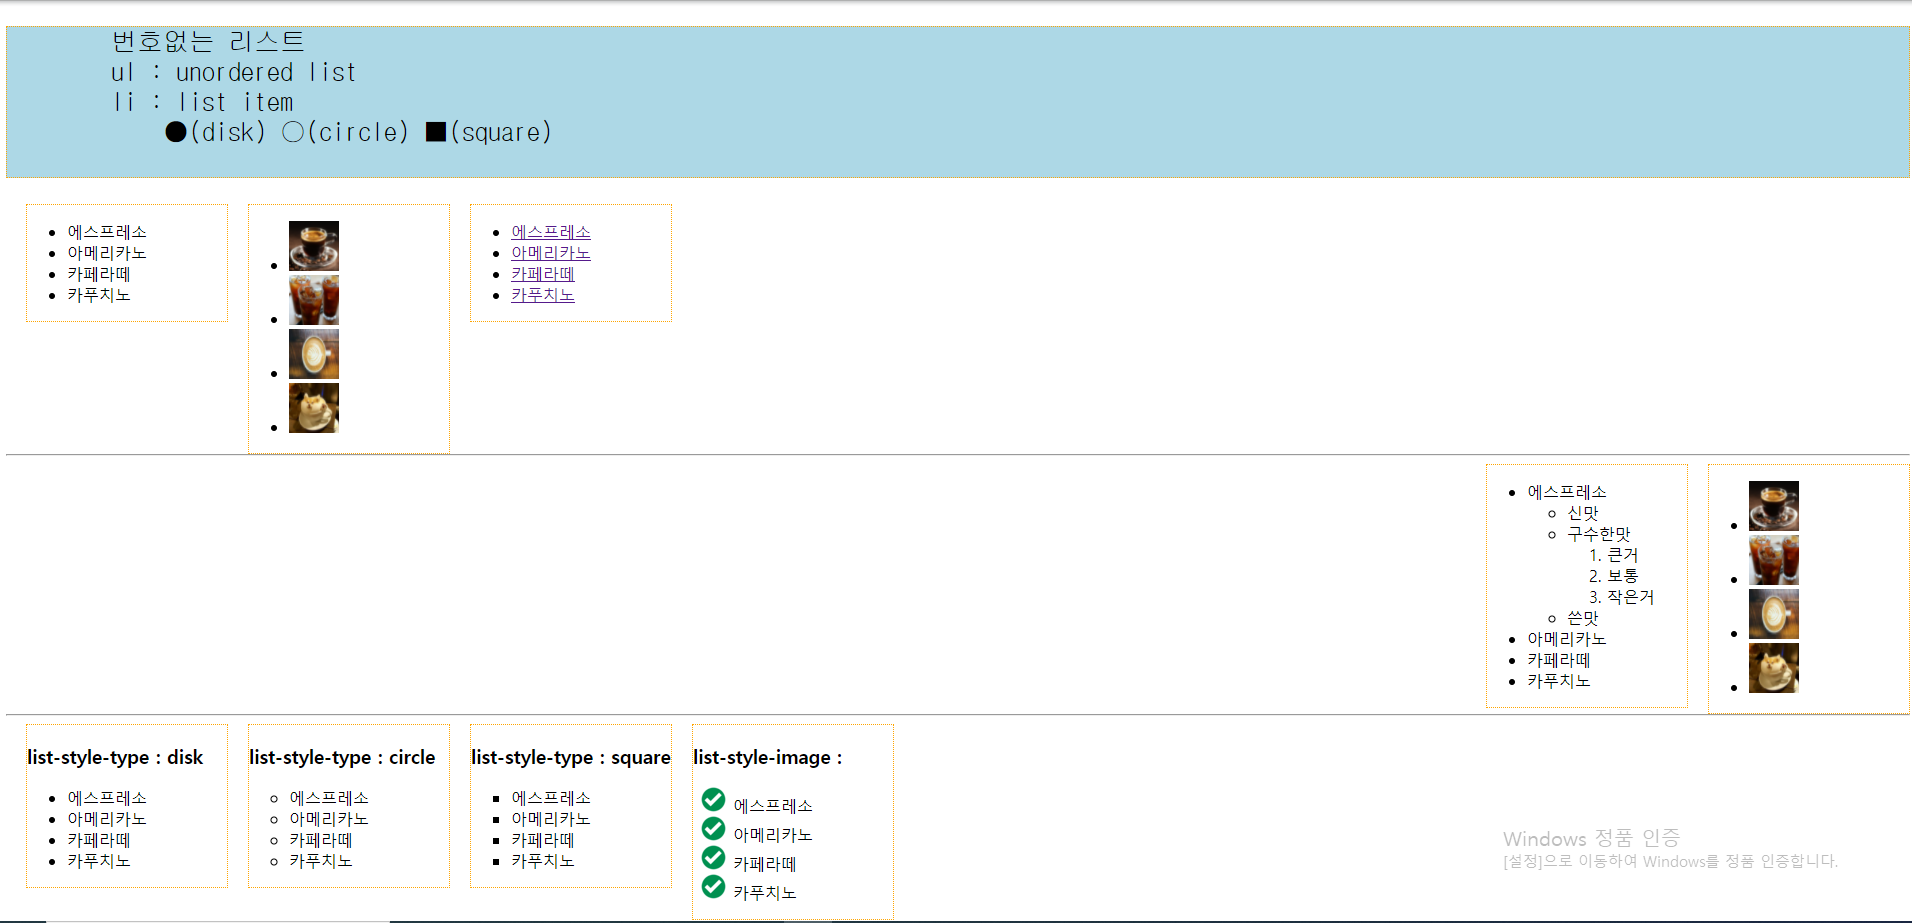 번호없는 리스트
ul : unordered list
li : list item
●(disk) ○(circle) ■(square)
에스프레소
아메리카노
카페라떼
카푸치노
에스프레소
아메리카노
카페라떼
카푸치노
에스프레소
신맛
구수한맛
1. 큰거
2. 보통
3. 작은거
쓴맛
아메리카노
카페라떼
카푸치노
list-style-type : disk
에스프레소
아메리카노
카페라떼
카푸치노
list-style-type : circle
에스프레소
아메리카노
카페라떼
카푸치노
list-style-type : square
에스프레소
아메리카노
카페라떼
카푸치노
list-style-image :
에스프레소
아메리카노
카페라떼
카푸치노
Windows 정품 인증
[설정]으로 이동하여 Windows를 정품 인증합니다.